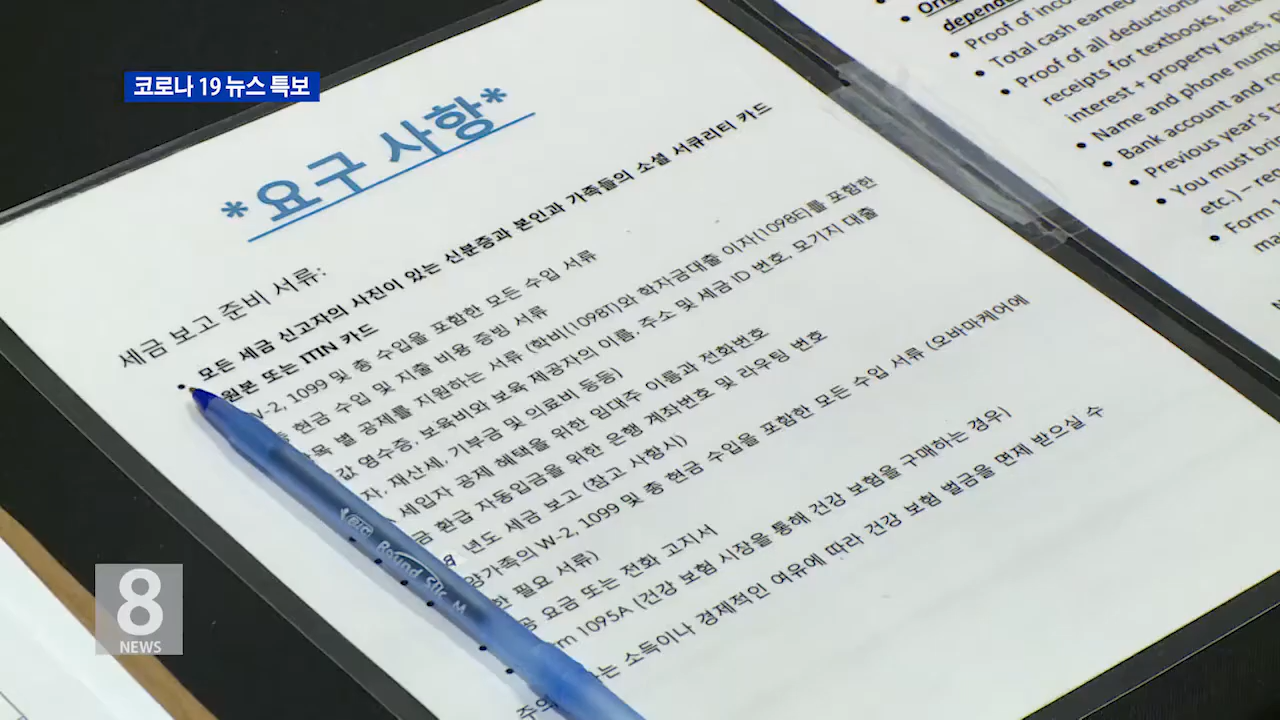 코로나 19 뉴스 특보
*요구 사항*
세금 보고 준비 서류:
• 모든 세금 신고자의 사진이 있는 신분증과 본인과 가족들의 소셜 서큐리티 카드
원본 또는 ITIN 카드
W-2, 1099 및 총 수입을 포함한 모든 수입 서류
현금 수입 및 지출 비용 증빙 서류
별 공제를 지원하는 서류 (학비(1098T)와 학자금대출 이자(1098E)를 포함한
값 영수증, 보육비와 보육 제공자의 이름, 주소 및 세금 ID 번호, 모기지 대출
자, 재산세, 기부금 및 의료비 등등)
세입자 공제 혜택을 위한 임대주 이름과 전화번호
금 환급 자동입금을 위한 은행 계좌번호 및 라우팅 번호
년도 세금 보고 (참고 사항시)
양가족의 W-2, 1099 및 총 현금 수입을 포함한 모든 수입 서류 (오바마케어에
한 필요 서류)
요금 또는 전화 고지서
1095A (건강 보험 시장을 통해 건강 보험을 구매하는 경우)
는 소득이나 경제적인 여유에 따라 건강 보험 벌금을 면제 받으실 수
BIC Round Stic M
dependen
• Proof of inco
• Total cash earned
• Proof of all deductions
receipts for textbooks, lette
interest + property taxes, p
• Name and phone numb
• Bank account and ro
• Previous year's t
• You must brin
etc.) – re
• Form 1
ma
8
NEWS